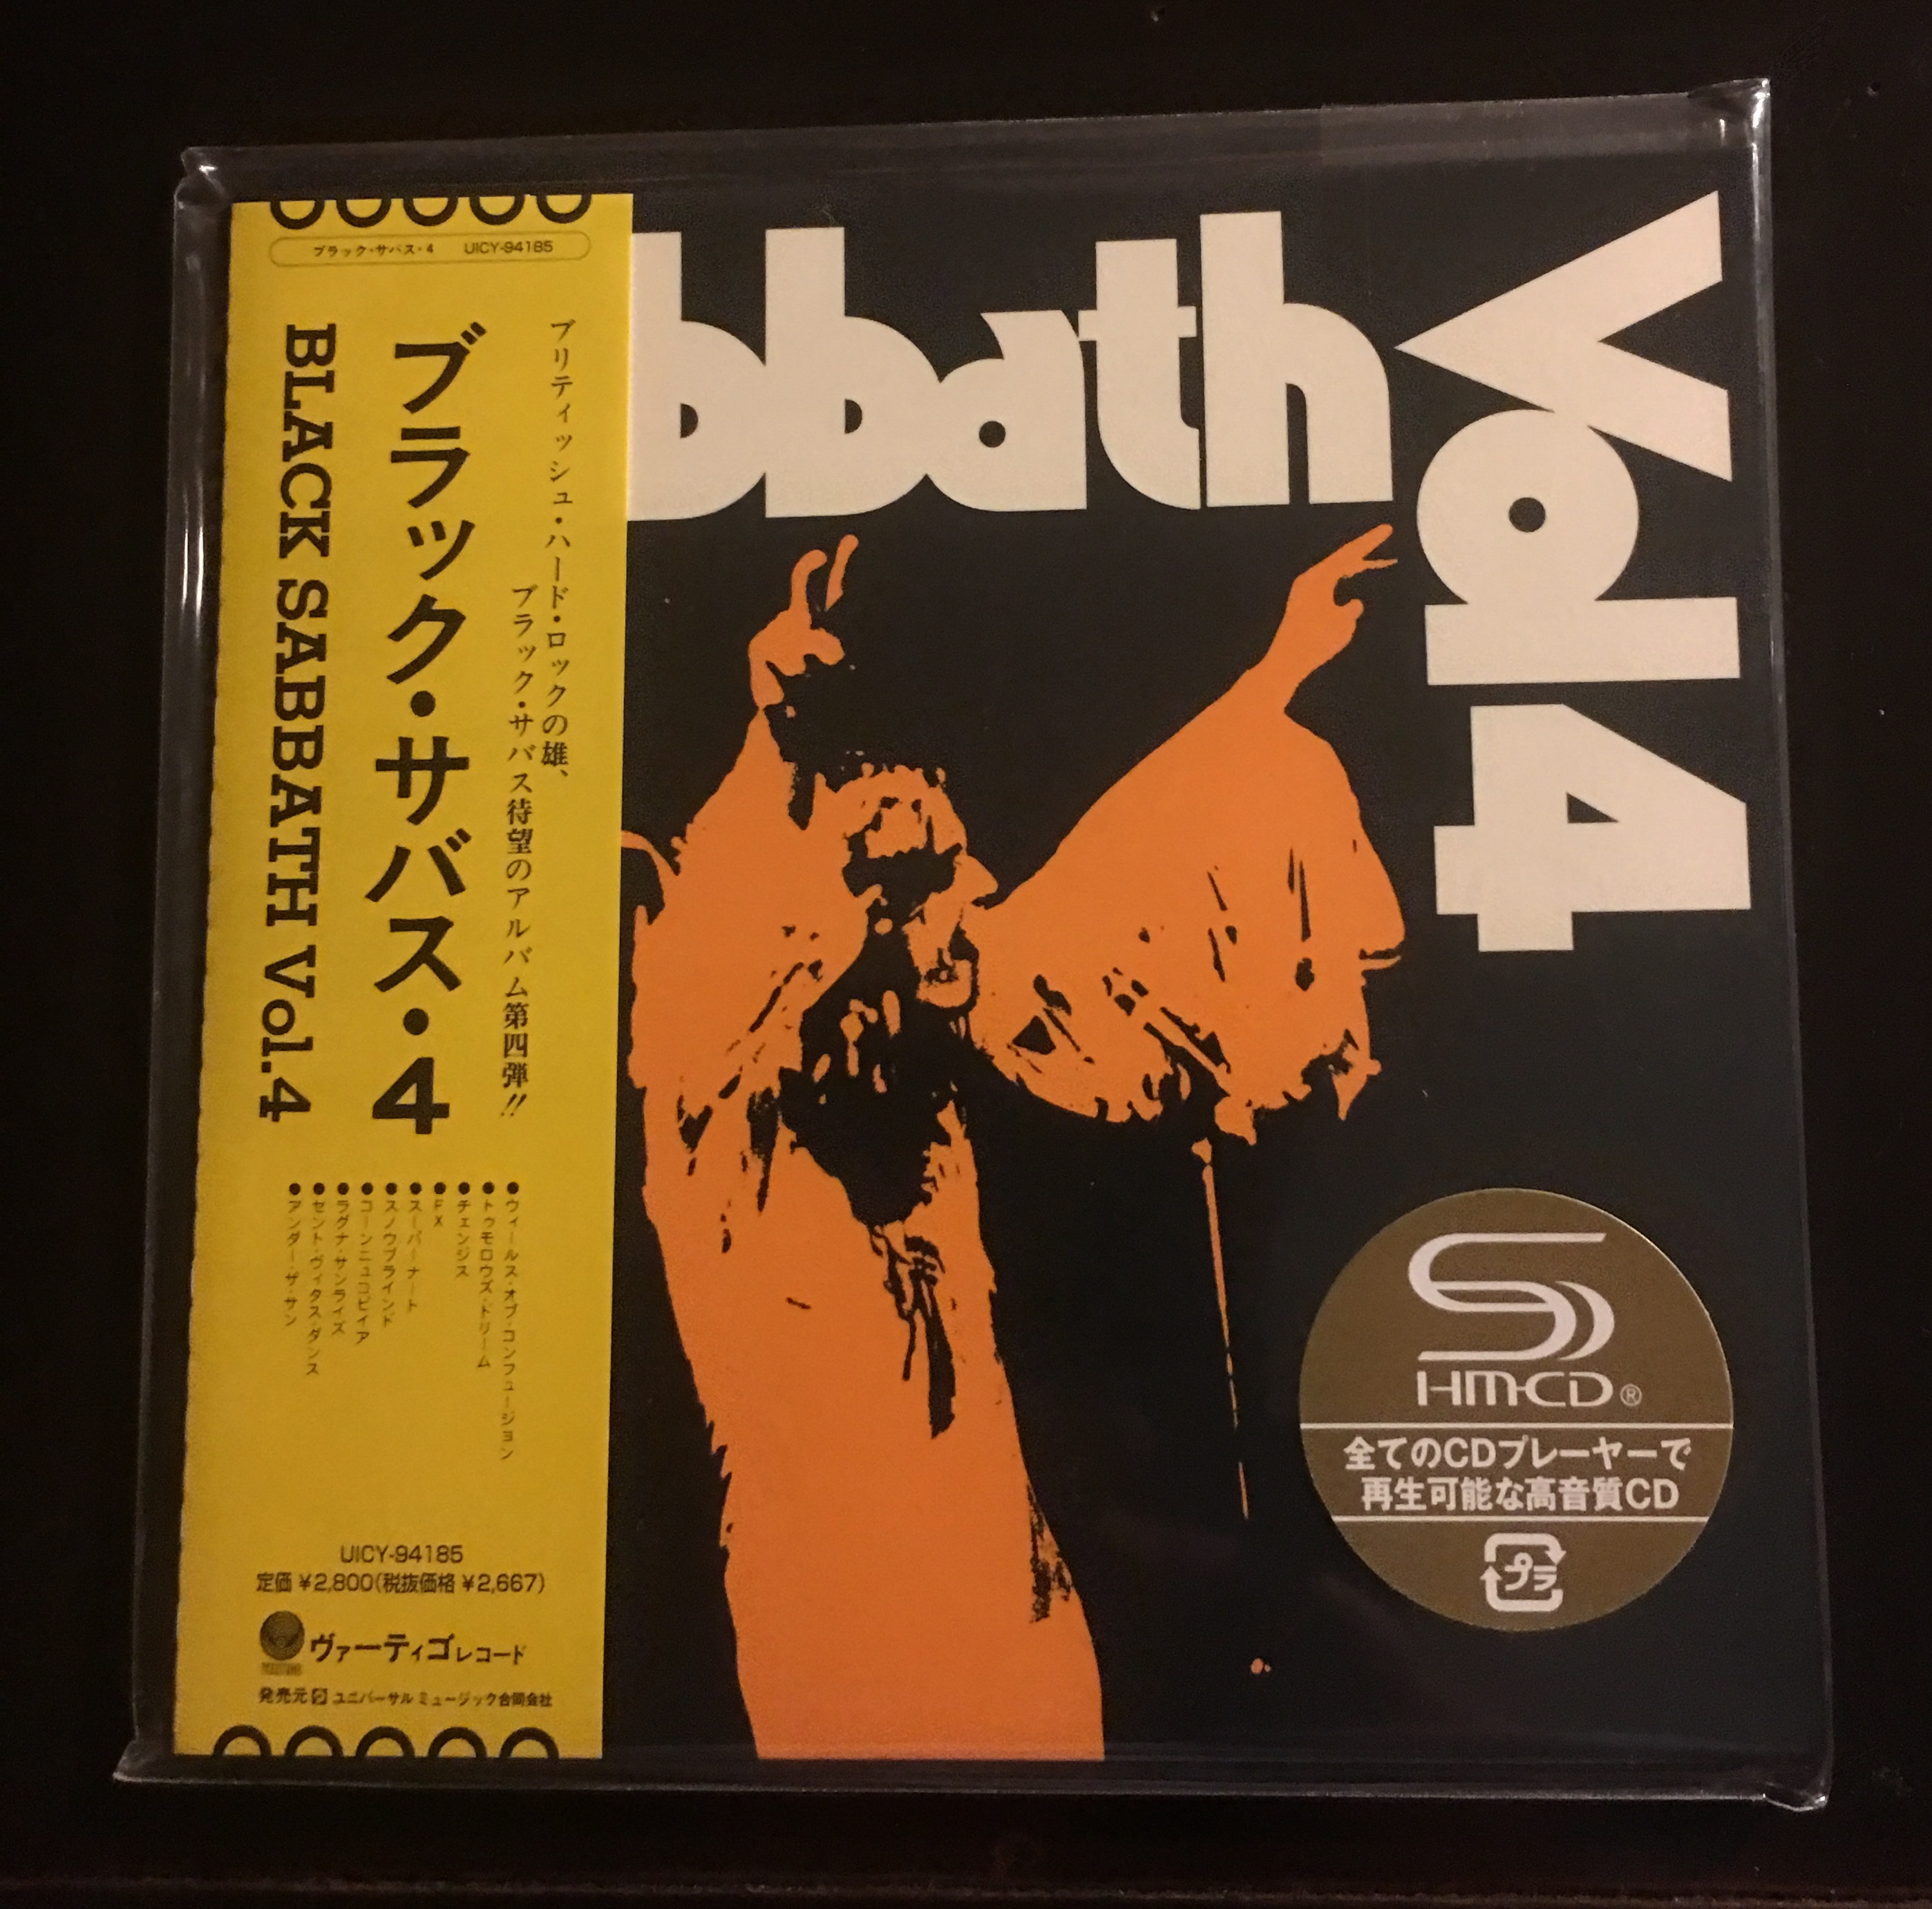 ブラック・サバス・4 UICY-94185
ブリティッシュ・ハード・ロックの雄、
ブラック・サバス待望のアルバム第四弾!!
ブラック・サバス・4
BLACK SABBATH Vol.4
●ウィールス・オブ・コンフュージョン
●トゥモロウズ・ドリーム
●チェンジス
●FX
●スーパーナート
●スノウブラインド
●コーンニュコピィア
●ラグナ・サンライズ
●セント・ヴィタス・ダンス
●アンダー・ザ・サン
UICY-94185
定価 ¥2,800(税抜価格 ¥2,667)
ヴァーティゴレコード
発売元 ユニバーサル ミュージック合同会社
bbath
Vol 4
SHM-CD®
全てのCDプレーヤーで
再生可能な高音質CD
プラ